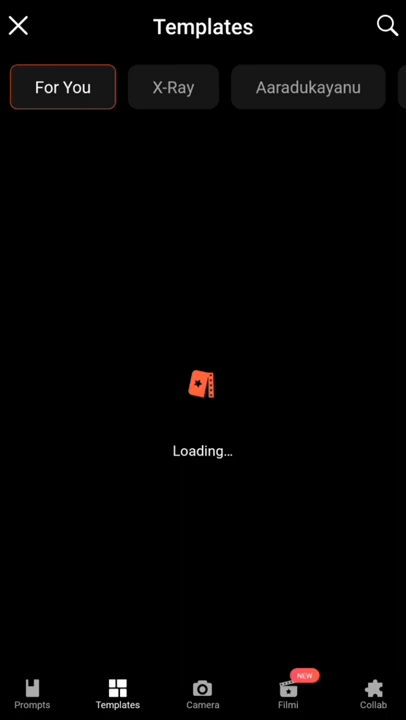 Templates
For You
X-Ray
Aaradukayanu
Loading...
NEW
Prompts
Templates
Camera
Filmi
Collab